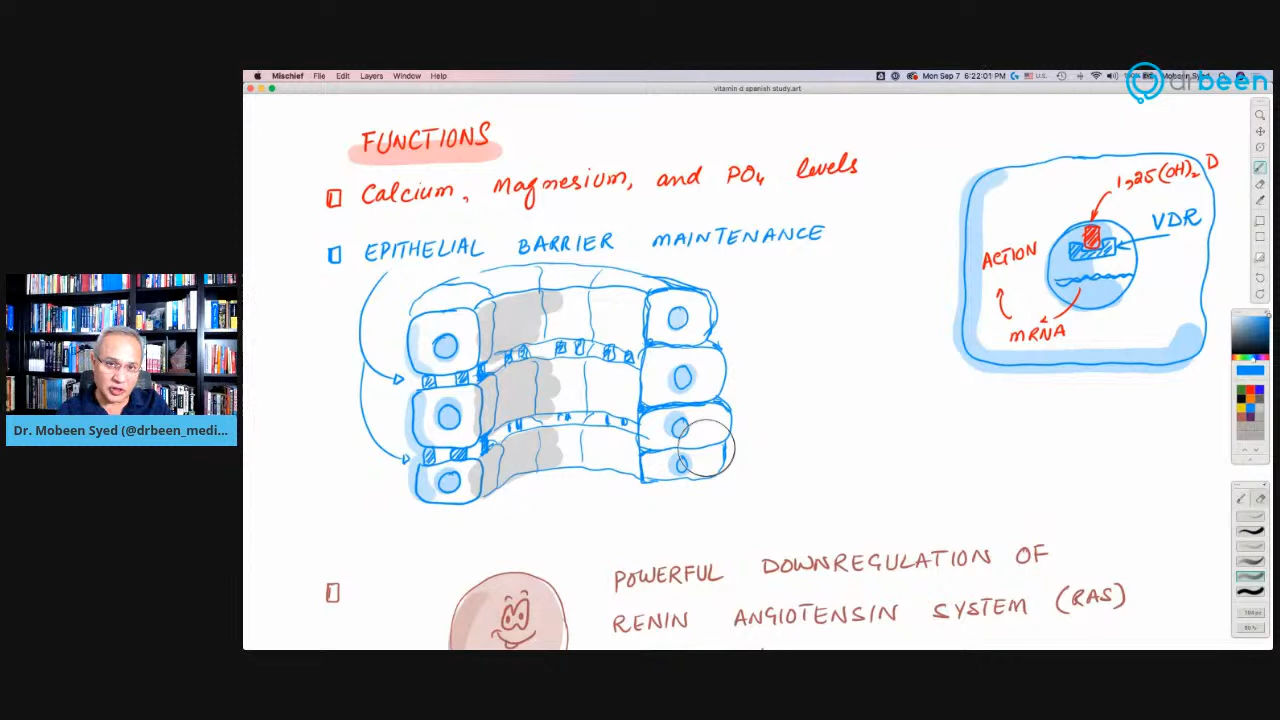 drbeen
Mischief File Edit Layers Window Help
Mon Sep 7 6:22:01 PM
U.S.
Mobeen Syed
vitamin d spanish study.art
FUNCTIONS
Calcium, Magnesium, and PO4 levels
EPITHELIAL BARRIER MAINTENANCE
1,25(OH)2 D
VDR
ACTION
mRNA
Dr. Mobeen Syed (@drbeen_medi...
POWERFUL DOWNREGULATION OF
RENIN ANGIOTENSIN SYSTEM (RAS)